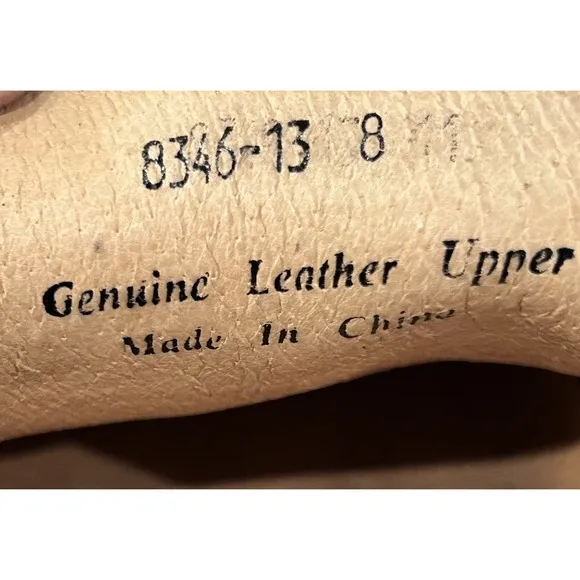 8346-13 8
Genuine Leather Upper
Made In China